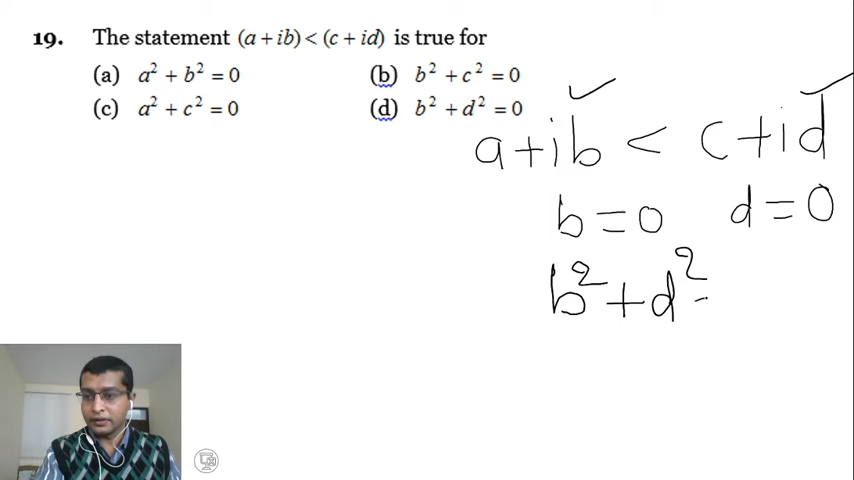 19. The statement (a + ib) < (c + id) is true for
(a) a² + b² = 0 (b) b² + c² = 0
(c) a² + c² = 0 (d) b² + d² = 0
a + ib < c + id
b = 0 d = 0
b² + d² =